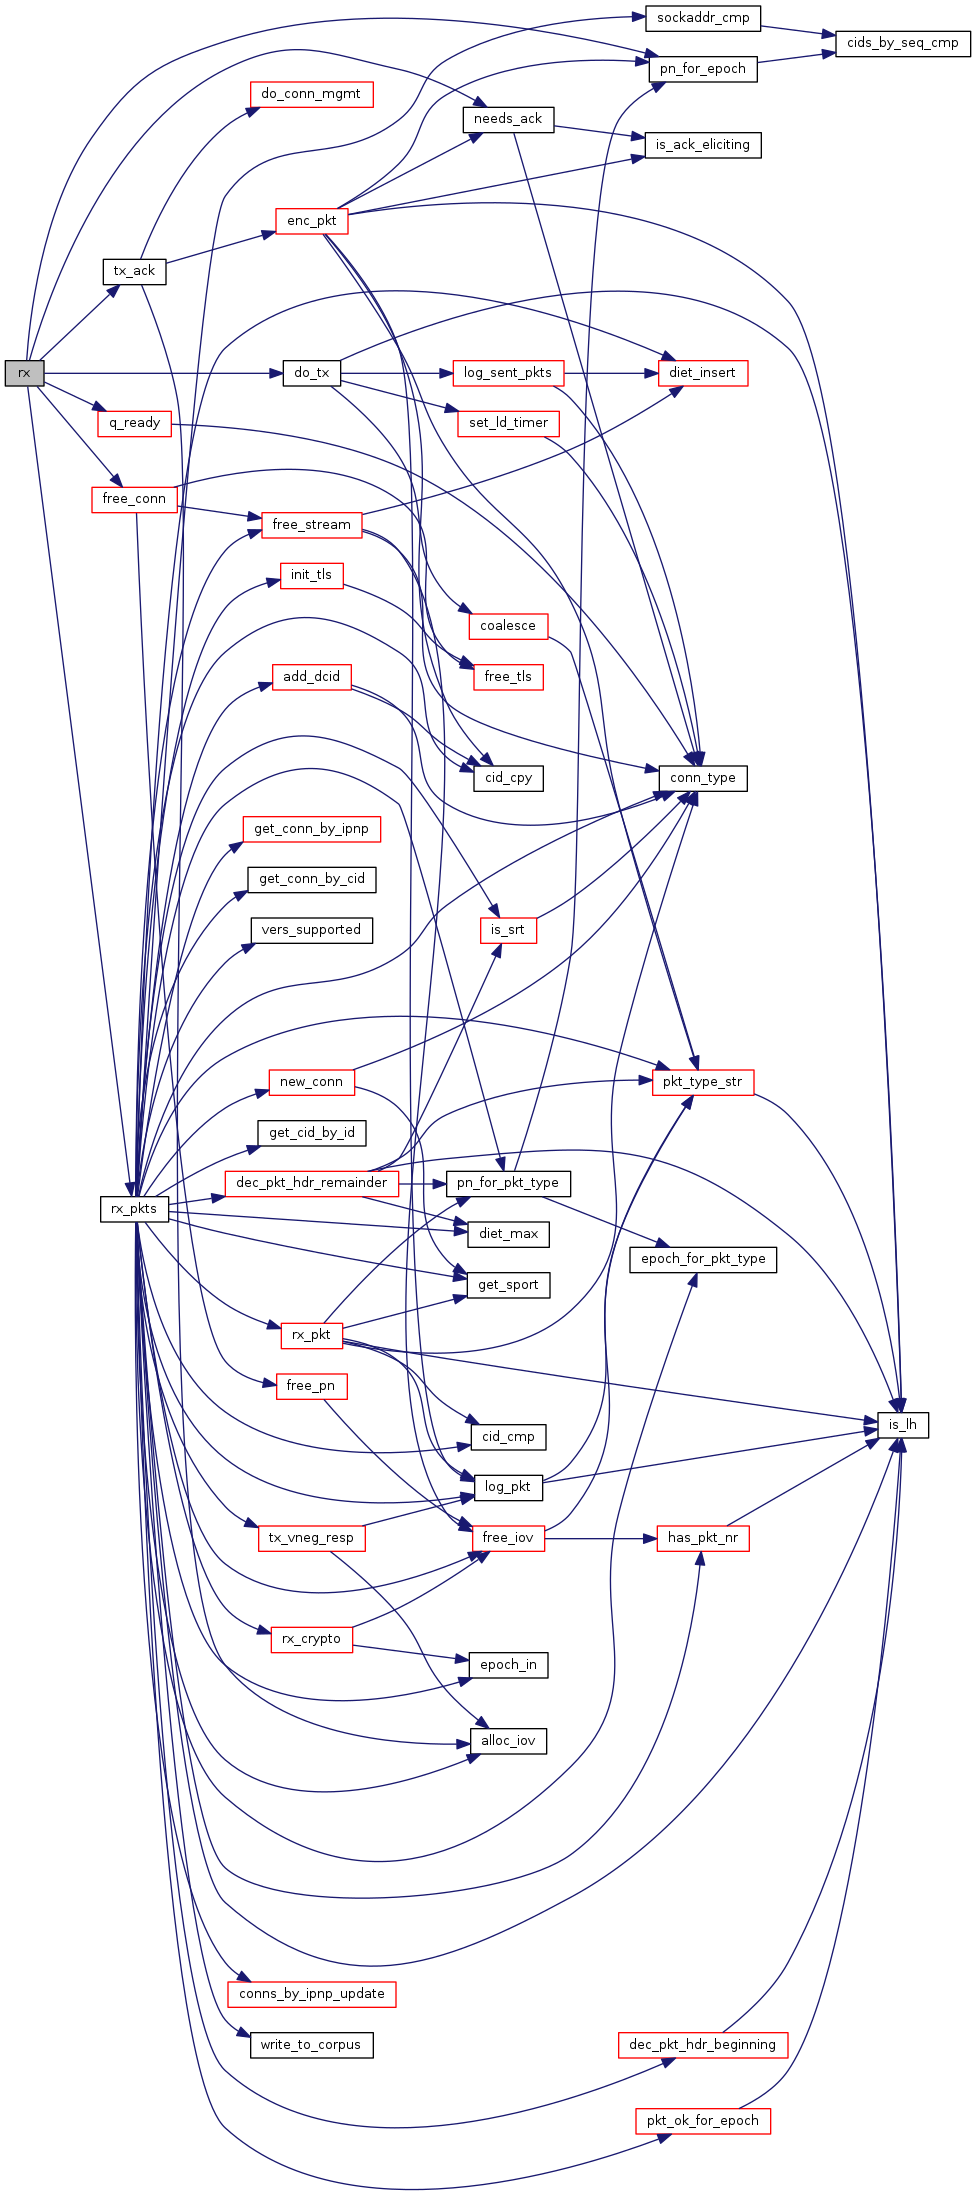 sockaddr_cmp
cids_by_seq_cmp
pn_for_epoch
do_conn_mgmt
needs_ack
is_ack_eliciting
enc_pkt
tx_ack
rx
do_tx
log_sent_pkts
diet_insert
q_ready
set_ld_timer
free_conn
free_stream
init_tls
coalesce
add_dcid
free_tls
cid_cpy
conn_type
get_conn_by_ipnp
get_conn_by_cid
vers_supported
is_srt
new_conn
pkt_type_str
get_cid_by_id
dec_pkt_hdr_remainder
pn_for_pkt_type
rx_pkts
diet_max
epoch_for_pkt_type
get_sport
rx_pkt
free_pn
is_lh
cid_cmp
log_pkt
tx_vneg_resp
free_iov
has_pkt_nr
rx_crypto
epoch_in
alloc_iov
conns_by_ipnp_update
write_to_corpus
dec_pkt_hdr_beginning
pkt_ok_for_epoch